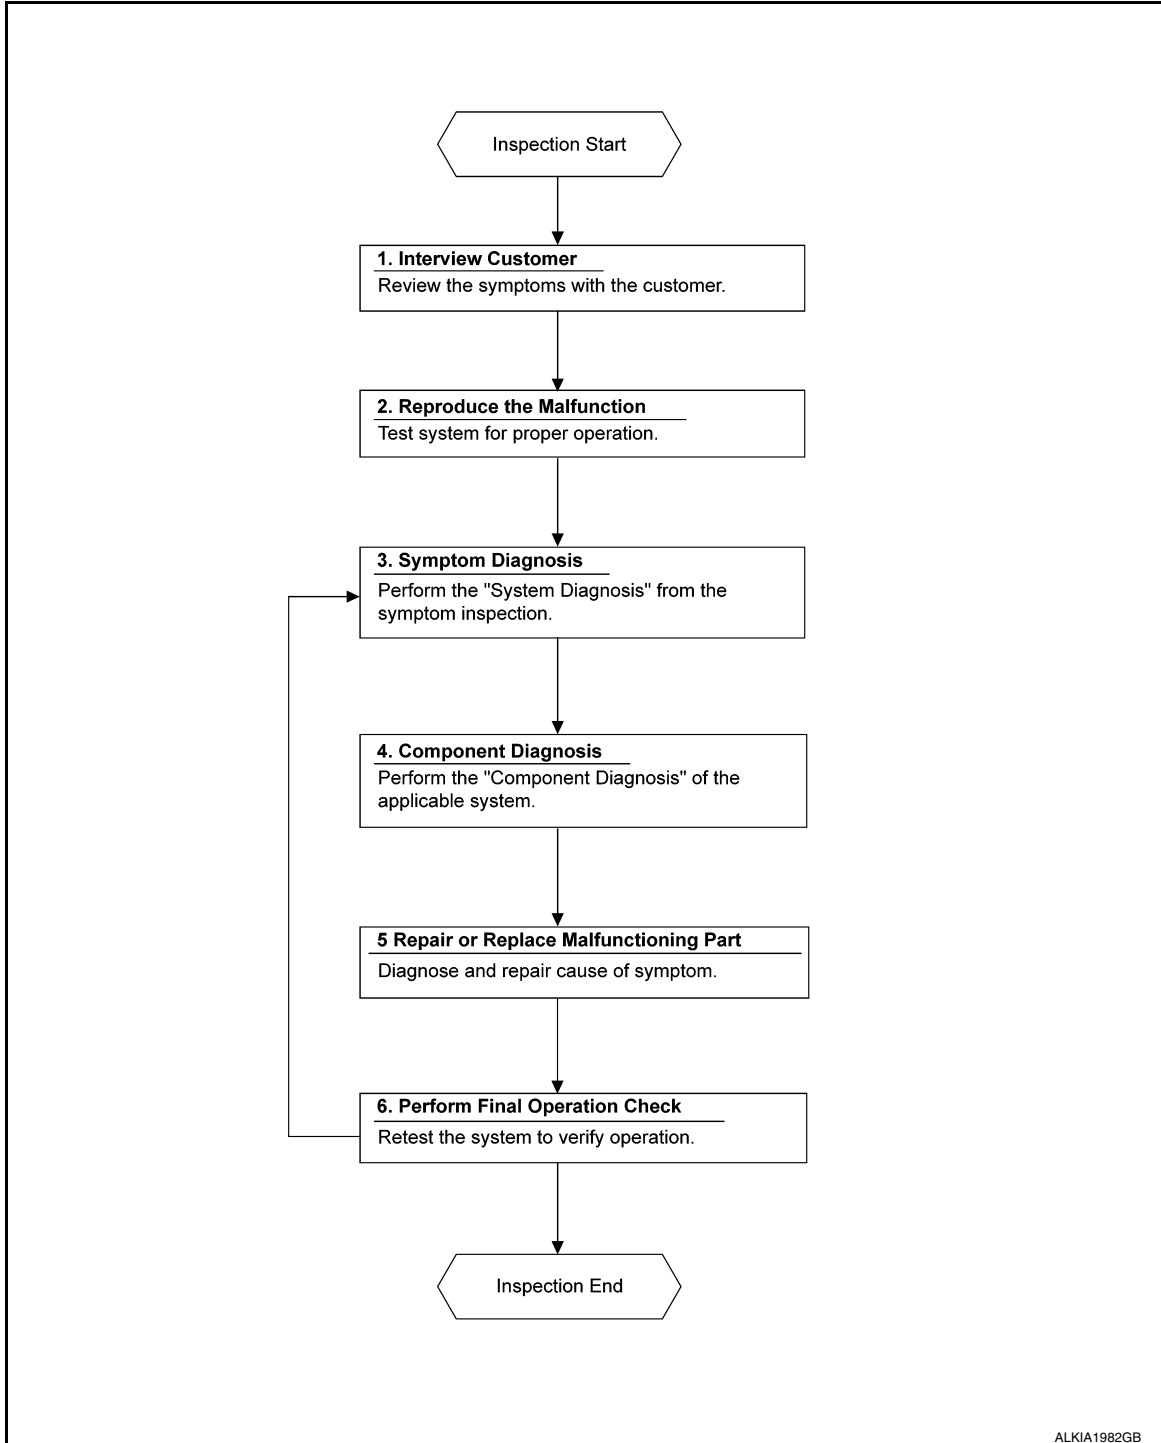 Inspection Start
1. Interview Customer
Review the symptoms with the customer.
2. Reproduce the Malfunction
Test system for proper operation.
3. Symptom Diagnosis
Perform the "System Diagnosis" from the
symptom inspection.
4. Component Diagnosis
Perform the "Component Diagnosis" of the
applicable system.
5 Repair or Replace Malfunctioning Part
Diagnose and repair cause of symptom.
6. Perform Final Operation Check
Retest the system to verify operation.
Inspection End
ALKIA1982GB